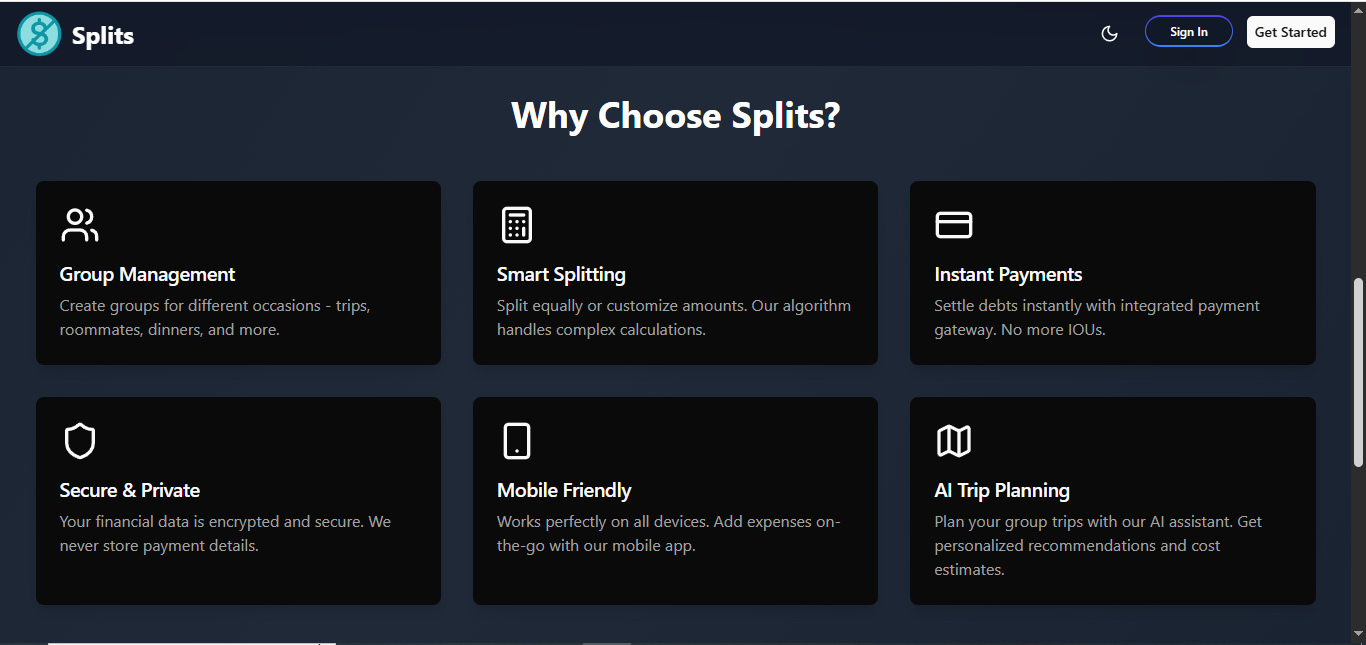 Splits
Sign In
Get Started
Why Choose Splits?
Group Management
Create groups for different occasions - trips,
roommates, dinners, and more.
Smart Splitting
Split equally or customize amounts. Our algorithm
handles complex calculations.
Instant Payments
Settle debts instantly with integrated payment
gateway. No more IOUs.
Secure & Private
Your financial data is encrypted and secure. We
never store payment details.
Mobile Friendly
Works perfectly on all devices. Add expenses on-
the-go with our mobile app.
AI Trip Planning
Plan your group trips with our AI assistant. Get
personalized recommendations and cost
estimates.